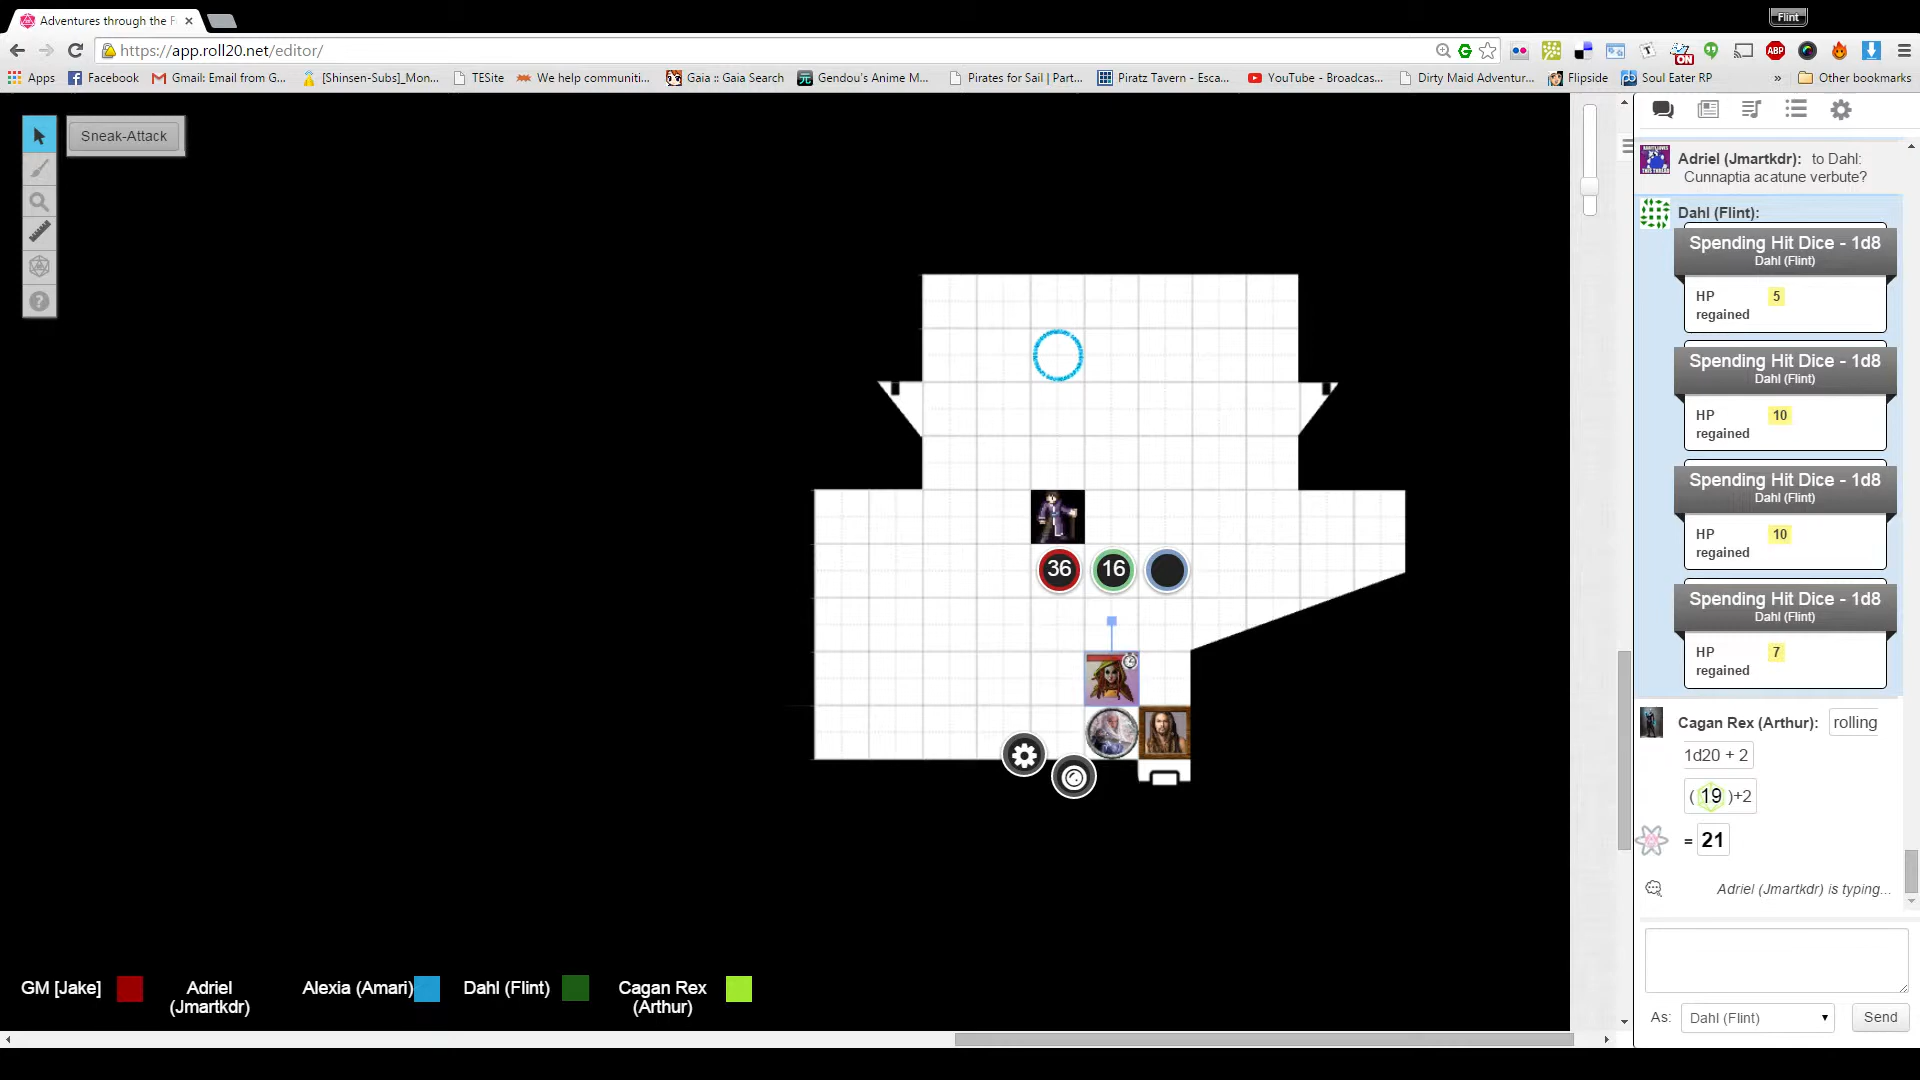 Adventures through the F
Flint
https://app.roll20.net/editor/
Apps
Facebook
Gmail: Email from G...
[Shinsen-Subs]_Mon...
TESite
We help communiti...
Gaia :: Gaia Search
Gendou's Anime M...
Pirates for Sail | Part...
Piratz Tavern - Esca...
YouTube - Broadcas...
Dirty Maid Adventur...
Flipside
Soul Eater RP
»
Other bookmarks
Sneak-Attack
Adriel (Jmartkdr): to Dahl:
Cunnaptia acatune verbute?
Dahl (Flint):
Spending Hit Dice - 1d8
Dahl (Flint)
HP regained 5
Spending Hit Dice - 1d8
Dahl (Flint)
HP regained 10
Spending Hit Dice - 1d8
Dahl (Flint)
HP regained 10
Spending Hit Dice - 1d8
Dahl (Flint)
HP regained 7
Cagan Rex (Arthur): rolling
1d20 + 2
(19)+2
= 21
Adriel (Jmartkdr) is typing...
As: Dahl (Flint) Send
36 16
GM [Jake]
Adriel
(Jmartkdr)
Alexia (Amari)
Dahl (Flint)
Cagan Rex
(Arthur)
ABP
ON